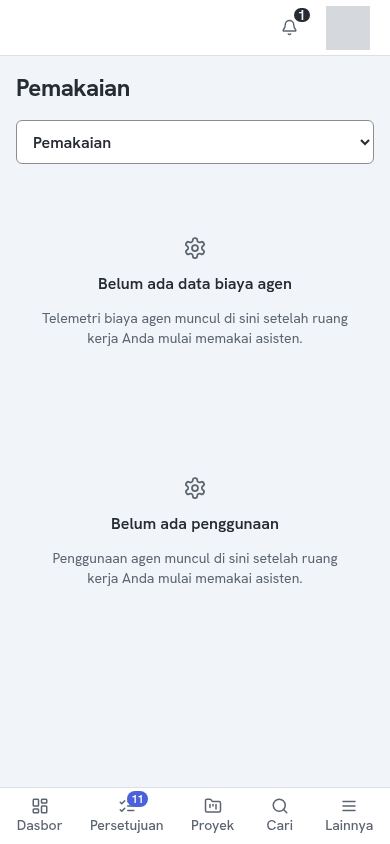 1
Pemakaian
Pemakaian
Belum ada data biaya agen
Telemetri biaya agen muncul di sini setelah ruang
kerja Anda mulai memakai asisten.
Belum ada penggunaan
Penggunaan agen muncul di sini setelah ruang
kerja Anda mulai memakai asisten.
11
Dasbor Persetujuan Proyek Cari Lainnya